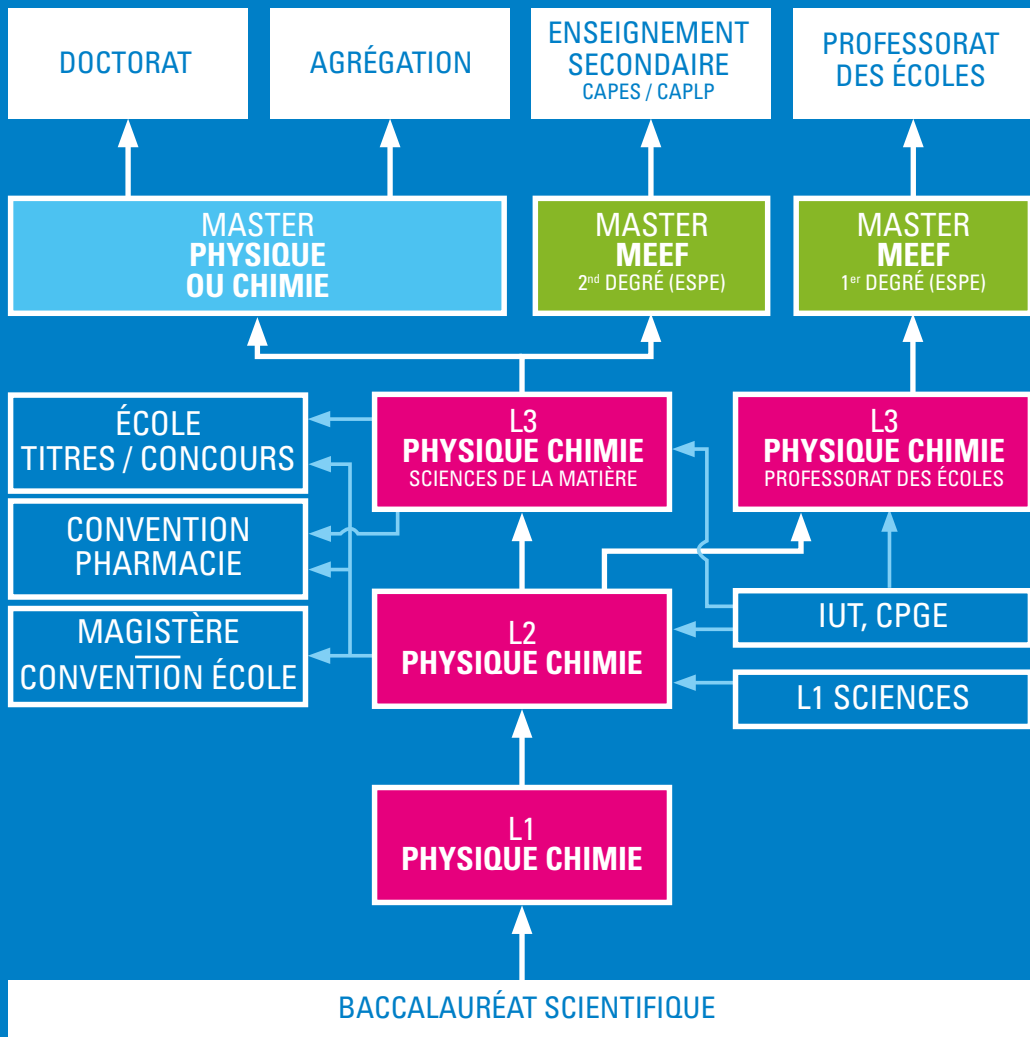 DOCTORAT
AGRÉGATION
ENSEIGNEMENT
SECONDAIRE
CAPES / CAPLP
PROFESSORAT
DES ÉCOLES
MASTER
PHYSIQUE
OU CHIMIE
MASTER
MEEF
2nd DEGRÉ (ESPE)
MASTER
MEEF
1er DEGRÉ (ESPE)
ÉCOLE
TITRES / CONCOURS
L3
PHYSIQUE CHIMIE
SCIENCES DE LA MATIÈRE
L3
PHYSIQUE CHIMIE
PROFESSORAT DES ÉCOLES
CONVENTION
PHARMACIE
MAGISTÈRE
CONVENTION ÉCOLE
L2
PHYSIQUE CHIMIE
IUT, CPGE
L1 SCIENCES
L1
PHYSIQUE CHIMIE
BACCALAURÉAT SCIENTIFIQUE